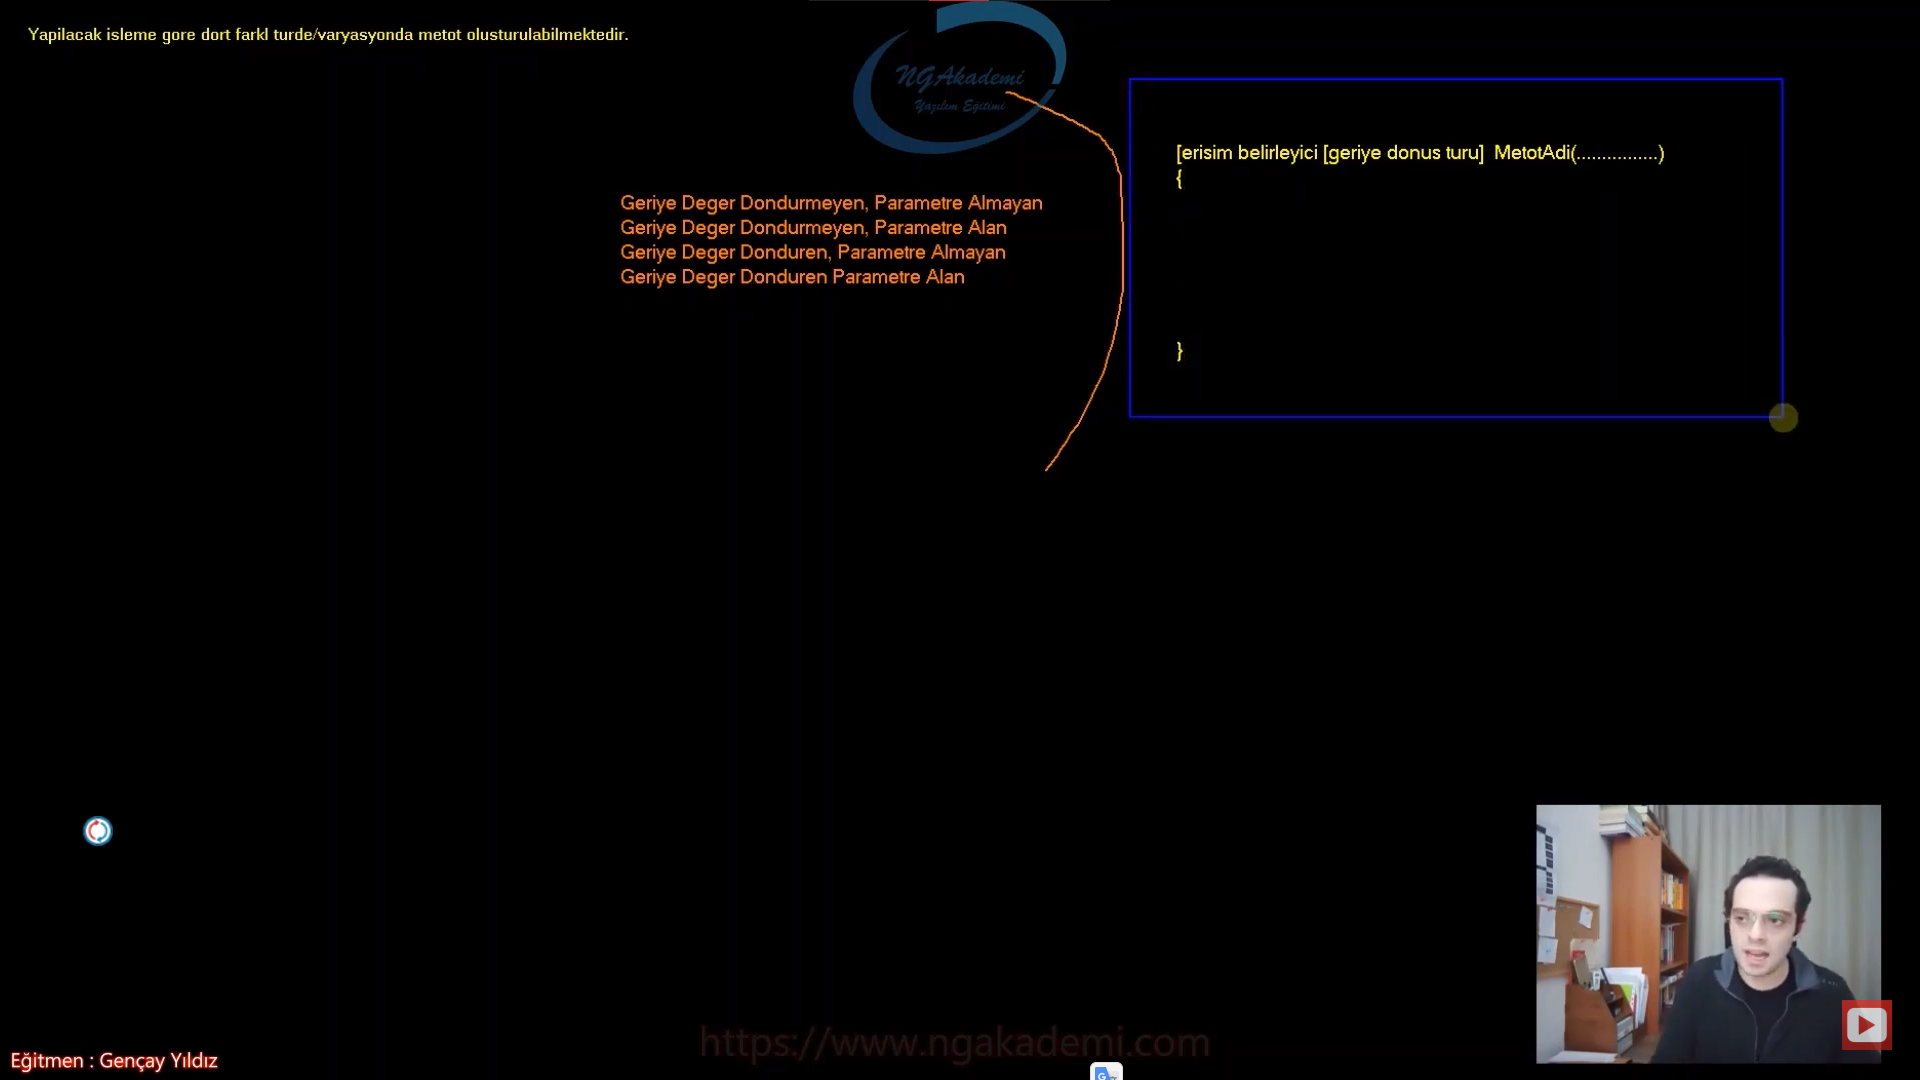 Yapilacak isleme gore dort farkl turde/varyasyonda metot olusturulabilmektedir.
NGAkademi
Yazılım Eğitimi
[erisim belirleyici [geriye donus turu]  MetotAdi(................)
{
}
Geriye Deger Dondurmeyen, Parametre Almayan
Geriye Deger Dondurmeyen, Parametre Alan
Geriye Deger Donduren, Parametre Almayan
Geriye Deger Donduren Parametre Alan
https://www.ngakademi.com
Eğitmen : Gençay Yıldız